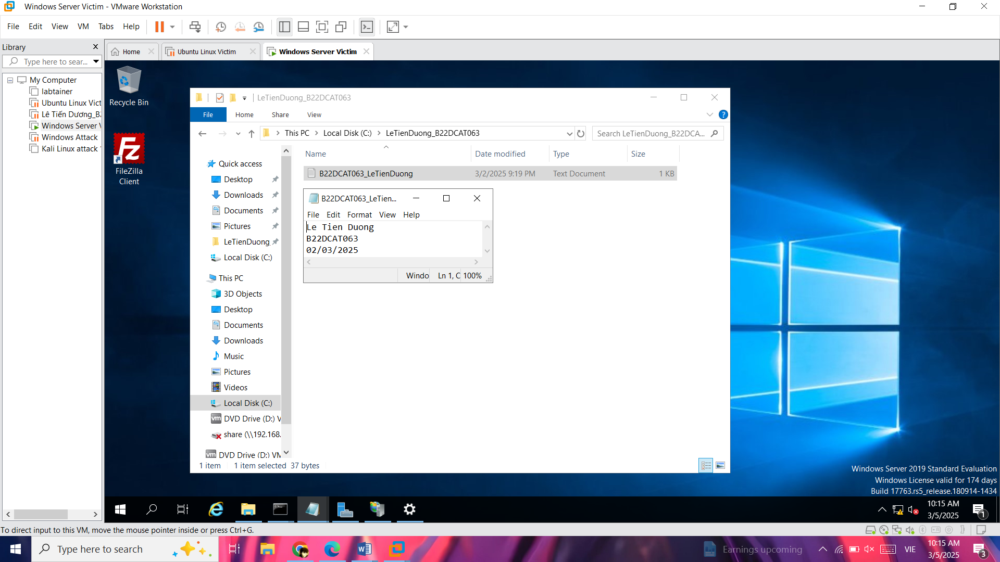 Windows Server Victim - VMware Workstation
File Edit View VM Tabs Help
Library
Type here to sear...
My Computer
labtainer
Ubuntu Linux Vict
Lê Tiến Dương_B2
Windows Server V
Windows Attack
Kali Linux attack
Home
Ubuntu Linux Victim
Windows Server Victim
Recycle Bin
FileZilla
Client
LeTienDuong_B22DCAT063
File Home Share View
This PC > Local Disk (C:) > LeTienDuong_B22DCAT063
Search LeTienDuong_B22DCA...
Quick access
Desktop
Downloads
Documents
Pictures
LeTienDuong_
Local Disk (C:)
This PC
3D Objects
Desktop
Documents
Downloads
Music
Pictures
Videos
Local Disk (C:)
DVD Drive (D:) V
share (\\192.168.
DVD Drive (D:) VM
Name Date modified Type Size
B22DCAT063_LeTienDuong 3/2/2025 9:19 PM Text Document 1 KB
B22DCAT063_LeTien...
File Edit Format View Help
Le Tien Duong
B22DCAT063
02/03/2025
Windo Ln 1, C 100%
1 item 1 item selected 37 bytes
Windows Server 2019 Standard Evaluation
Windows License valid for 174 days
Build 17763.rs5_release.180914-1434
10:15 AM
3/5/2025
1
To direct input to this VM, move the mouse pointer inside or press Ctrl+G.
Type here to search
Earnings upcoming
VIE
10:15 AM
3/5/2025
3